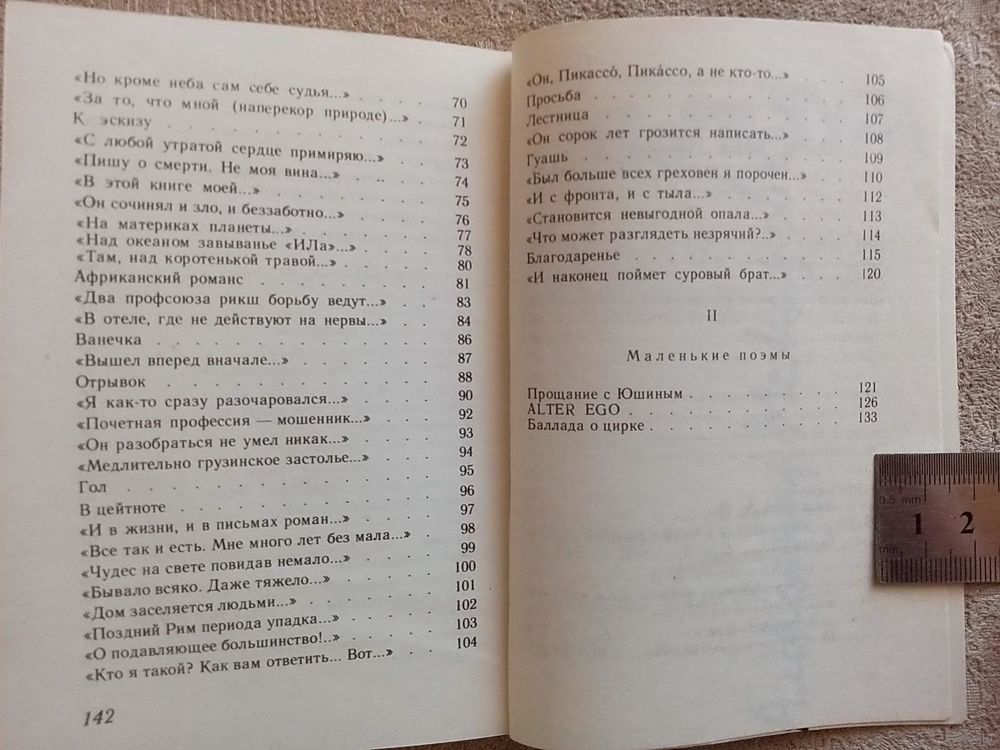 «Но кроме неба сам себе судья...» . . . . 70
«За то, что мной (наперекор природе)...» . 71
К эскизу . . . . . . . . . . . 72
«С любой утратой сердце примиряю...» . . 73
«Пишу о смерти. Не моя вина...» . . . . 74
«В этой книге моей...» . . . . . . . 75
«Он сочинял и зло, и беззаботно...» . . . 76
«На материках планеты...» . . . . . . 77
«Над океаном завыванье «ИЛа»...» . . . . 78
«Там, над коротенькой травой...» . . . . 80
Африканский романс . . . . . . . 81
«Два профсоюза рикш борьбу ведут...» . . 83
«В отеле, где не действуют на нервы...» . . 84
Ванечка . . . . . . . . . . . 86
«Вышел вперед вначале...» . . . . . . 87
Отрывок . . . . . . . . . . . 88
«Я как-то сразу разочаровался...» . . . . 90
«Почетная профессия — мошенник...» . . . 92
«Он разобраться не умел никак...» . . . . 93
«Медлительно грузинское застолье...» . . . 94
Гол . . . . . . . . . . . . 95
В цейтноте . . . . . . . . . . 96
«И в жизни, и в письмах роман...» . . . . 97
«Все так и есть. Мне много лет без мала...» . 98
«Чудес на свете повидав немало...» . . . . 99
«Бывало всяко. Даже тяжело...» . . . . . 100
«Дом заселяется людьми...» . . . . . . 101
«Поздний Рим периода упадка...» . . . . 102
«О подавляющее большинство!..» . . . . 103
«Кто я такой? Как вам ответить... Вот...» . . 104
142
«Он, Пикассо́, Пика́ссо, а не кто-то...» . . . 105
Просьба . . . . . . . . . . . 106
Лестница . . . . . . . . . . . 107
«Он сорок лет грозится написать...» . . . 108
Гуашь . . . . . . . . . . . . 109
«Был больше всех греховен и порочен...» . . 110
«И с фронта, и с тыла...» . . . . . . 112
«Становится невыгодной опала...» . . . . 113
«Что может разглядеть незрячий?..» . . . . 114
Благодаренье . . . . . . . . . . 115
«И наконец поймет суровый брат...» . . . 120
II
Маленькие поэмы
Прощание с Юшиным . . . . . . . . 121
ALTER EGO . . . . . . . . . . 126
Баллада о цирке . . . . . . . . . 133
0.5 mm
1 2
mm